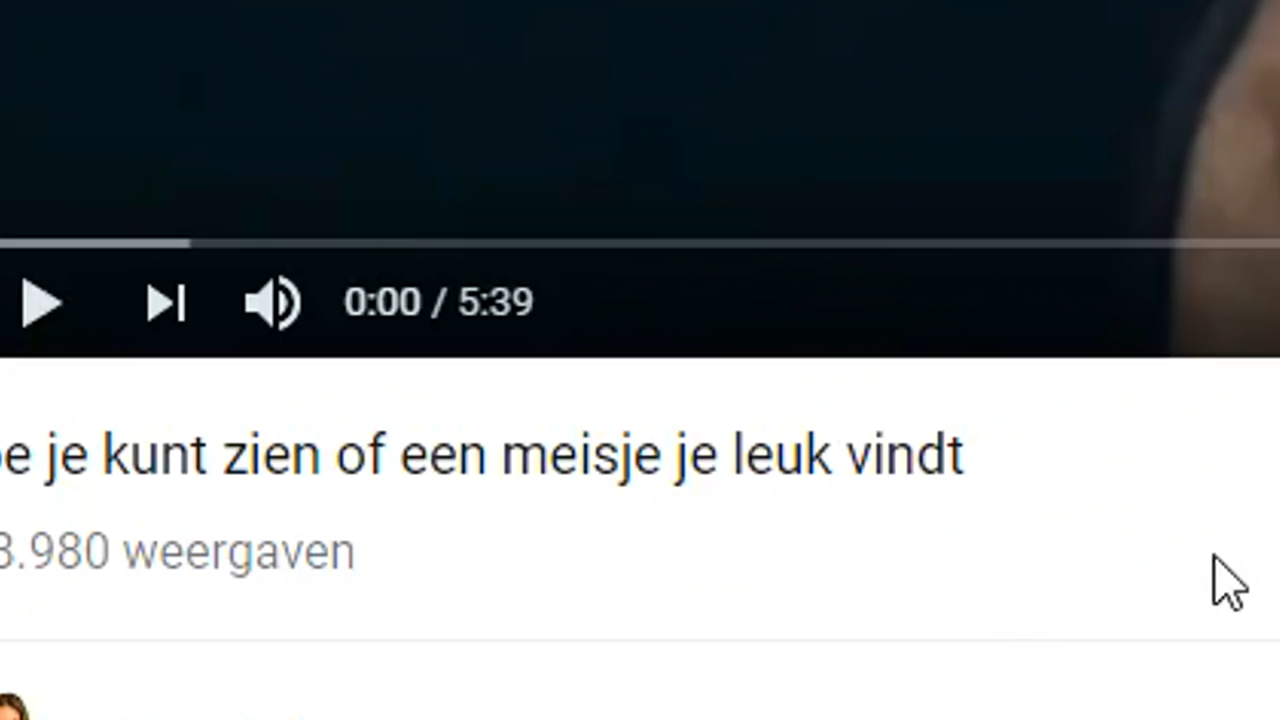 0:00 / 5:39
je kunt zien of een meisje je leuk vindt
3.980 weergaven